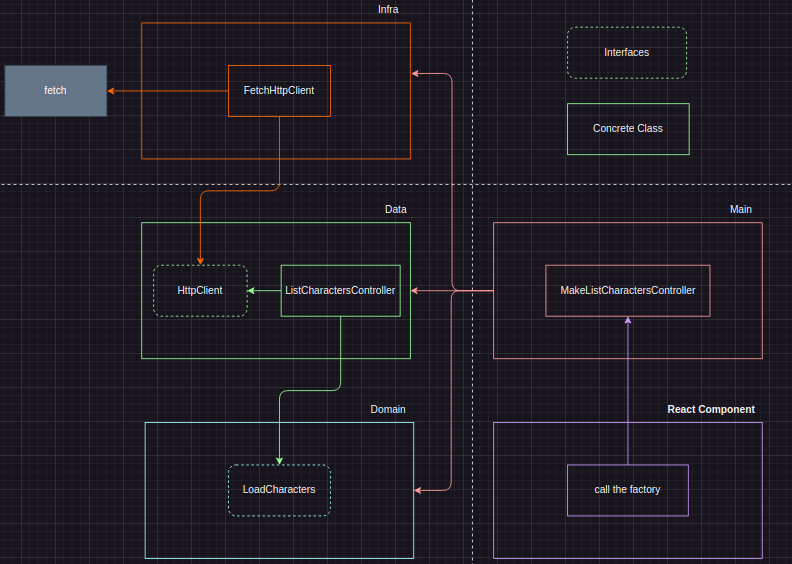 Infra
Interfaces
fetch
FetchHttpClient
Concrete Class
Data
Main
HttpClient
ListCharactersController
MakeListCharactersController
Domain
React Component
LoadCharacters
call the factory